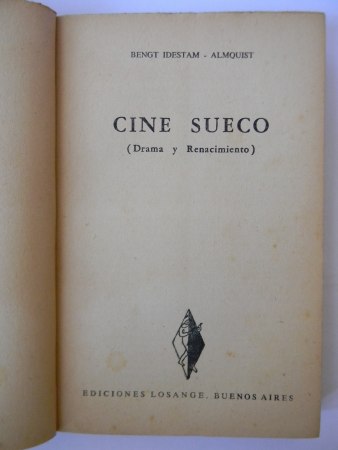 BENGT IDESTAM - ALMQUIST
CINE SUECO
(Drama y Renacimiento)
EDICIONES LOSANGE, BUENOS AIRES